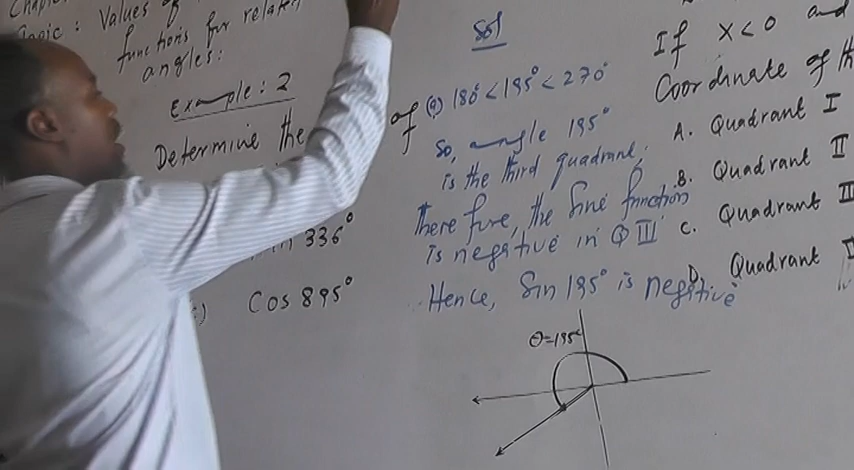 Topic: Values of
functions for related
angles:
Example: 2
Determine the
of
336°
Cos 895°
Sol
(a) 180° < 195° < 270°
So, angle 195°
is the third quadrant;
There fore, the Sine function
is negative in Q III
Hence, Sin 195° is negative
θ=195°
If X<0 and
Coordinate of th
A. Quadrant I
B. Quadrant II
C. Quadrant III
D. Quadrant